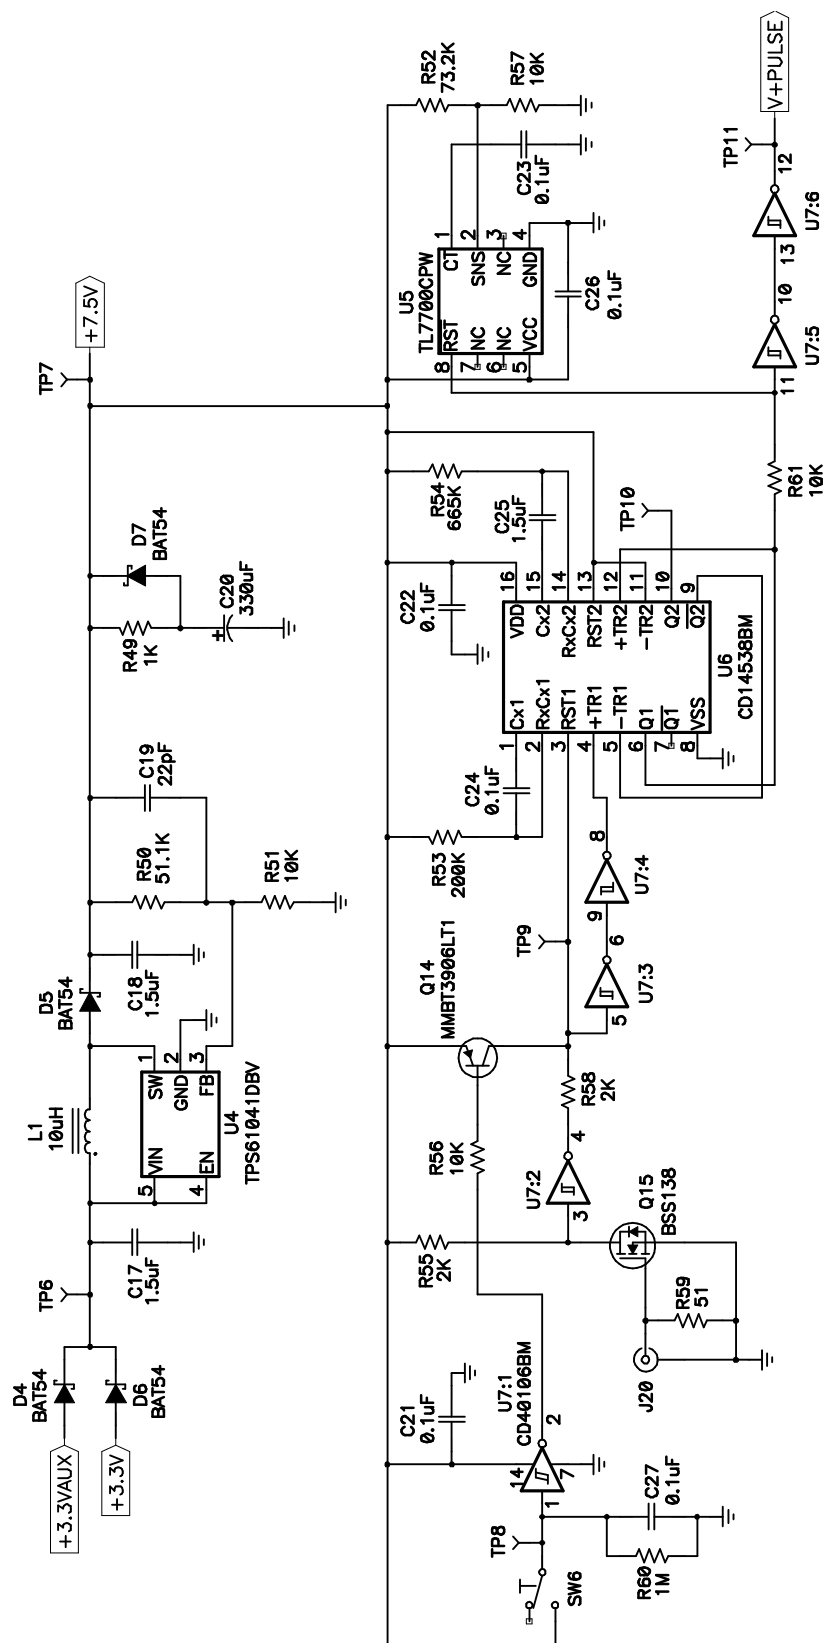 +3.3VAUX
+3.3V
D4
BAT54
D6
BAT54
TP6
C17
1.5uF
L1
10uH
5
VIN
4
EN
SW
1
GND
2
FB
3
U4
TPS61041DBV
D5
BAT54
C18
1.5uF
R50
51.1K
C19
22pF
R51
10K
R49
1K
D7
BAT54
+
C20
330uF
TP7
+7.5V
SW6
TP8
R60
1M
C27
0.1uF
C21
0.1uF
U7:1
CD40106BM
14
1
7
2
J20
R59
51
Q15
BSS138
R55
2K
R56
10K
U7:2
3
4
R58
2K
Q14
MMBT3906LT1
TP9
U7:3
5
6
U7:4
9
8
R53
200K
C24
0.1uF
C22
0.1uF
1
Cx1
2
RxCx1
3
RST1
4
+TR1
5
-TR1
6
Q1
7
Q1
8
VSS
VDD
16
Cx2
15
RxCx2
14
RST2
13
+TR2
12
-TR2
11
Q2
10
Q2
9
U6
CD14538BM
R54
665K
C25
1.5uF
TP10
R61
10K
U5
TL7700CPW
8
RST
7
NC
6
NC
5
VCC
CT
1
SNS
2
NC
3
GND
4
C26
0.1uF
C23
0.1uF
R52
73.2K
R57
10K
11
U7:5
10
13
U7:6
12
TP11
V+PULSE